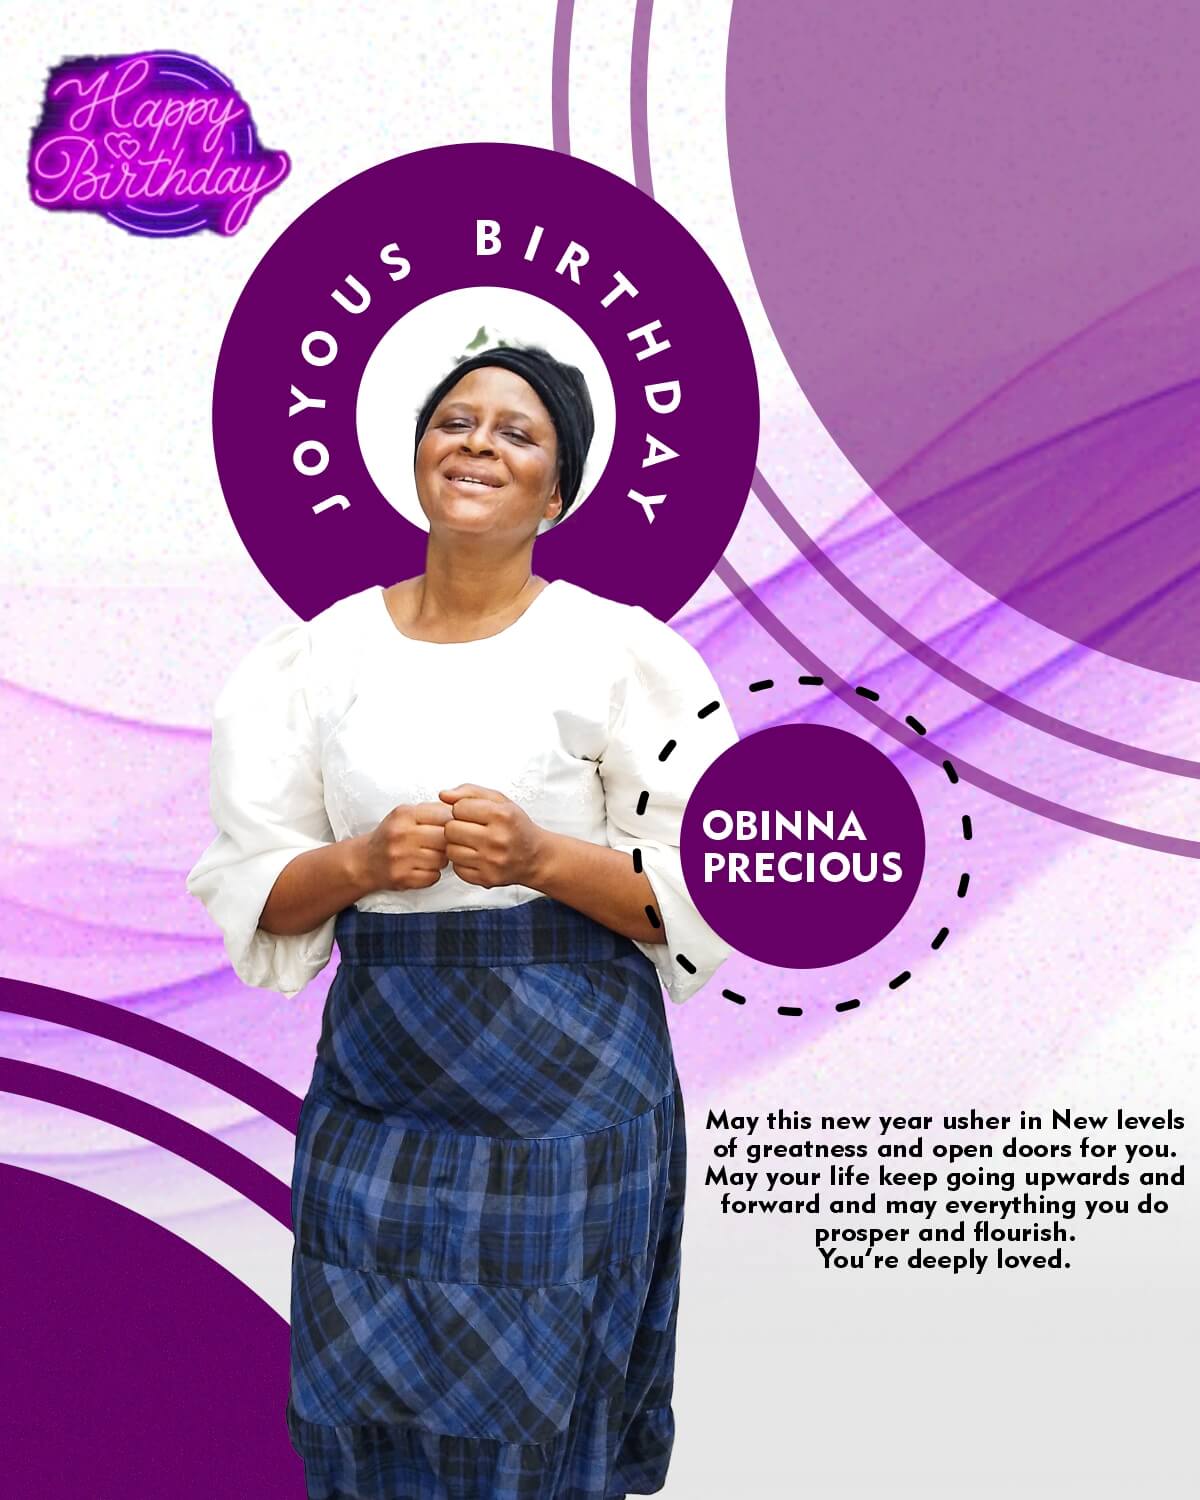 Happy
Birthday
JOYOUS BIRTHDAY
OBINNA
PRECIOUS
May this new year usher in New levels
of greatness and open doors for you.
May your life keep going upwards and
forward and may everything you do
prosper and flourish.
You're deeply loved.